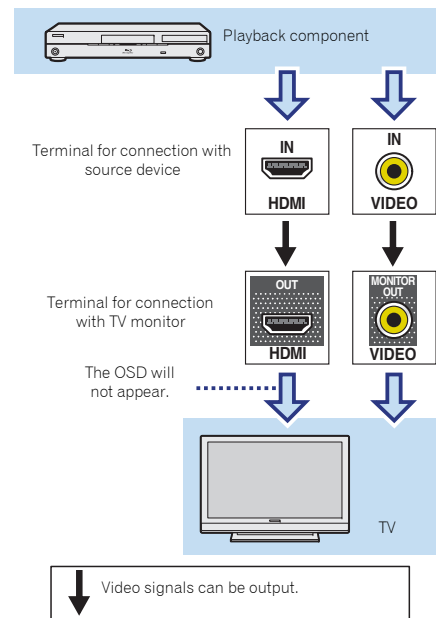 Playback component
Terminal for connection with
source device
IN
HDMI
IN
VIDEO
Terminal for connection
with TV monitor
OUT
HDMI
MONITOR
OUT
VIDEO
The OSD will
not appear.
TV
Video signals can be output.